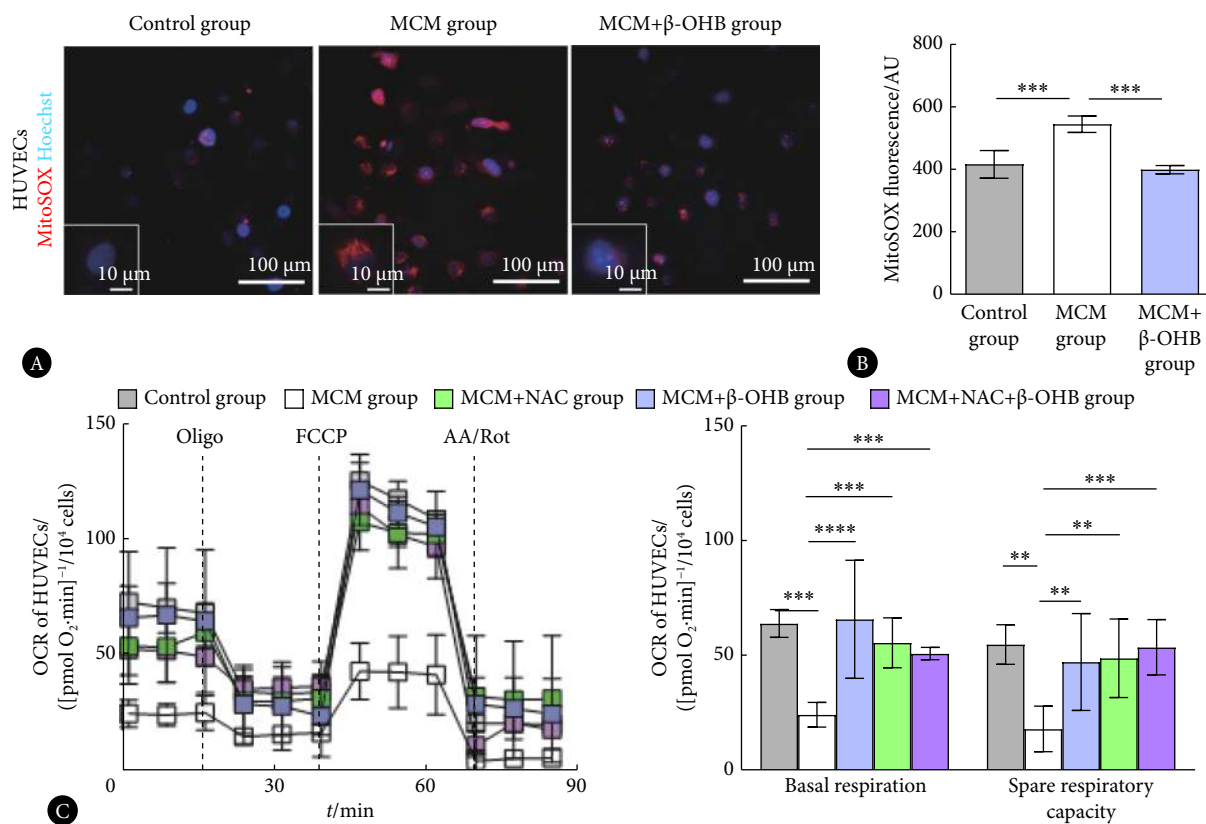 Control group
MCM group
MCM+β-OHB group
HUVECs
MitoSOX Hoechst
10 μm
100 μm
10 μm
100 μm
10 μm
100 μm
A
MitoSOX fluorescence/AU
800
600
400
200
0
***
***
Control
group
MCM
group
MCM+
β-OHB
group
B
Control group
MCM group
MCM+NAC group
MCM+β-OHB group
MCM+NAC+β-OHB group
OCR of HUVECs/
([pmol O₂·min]⁻¹/10⁴ cells)
150
100
50
0
30
60
90
t/min
Oligo
FCCP
AA/Rot
C
OCR of HUVECs/
([pmol O₂·min]⁻¹/10⁴ cells)
150
100
50
0
***
***
****
***
***
**
**
**
Basal respiration
Spare respiratory
capacity